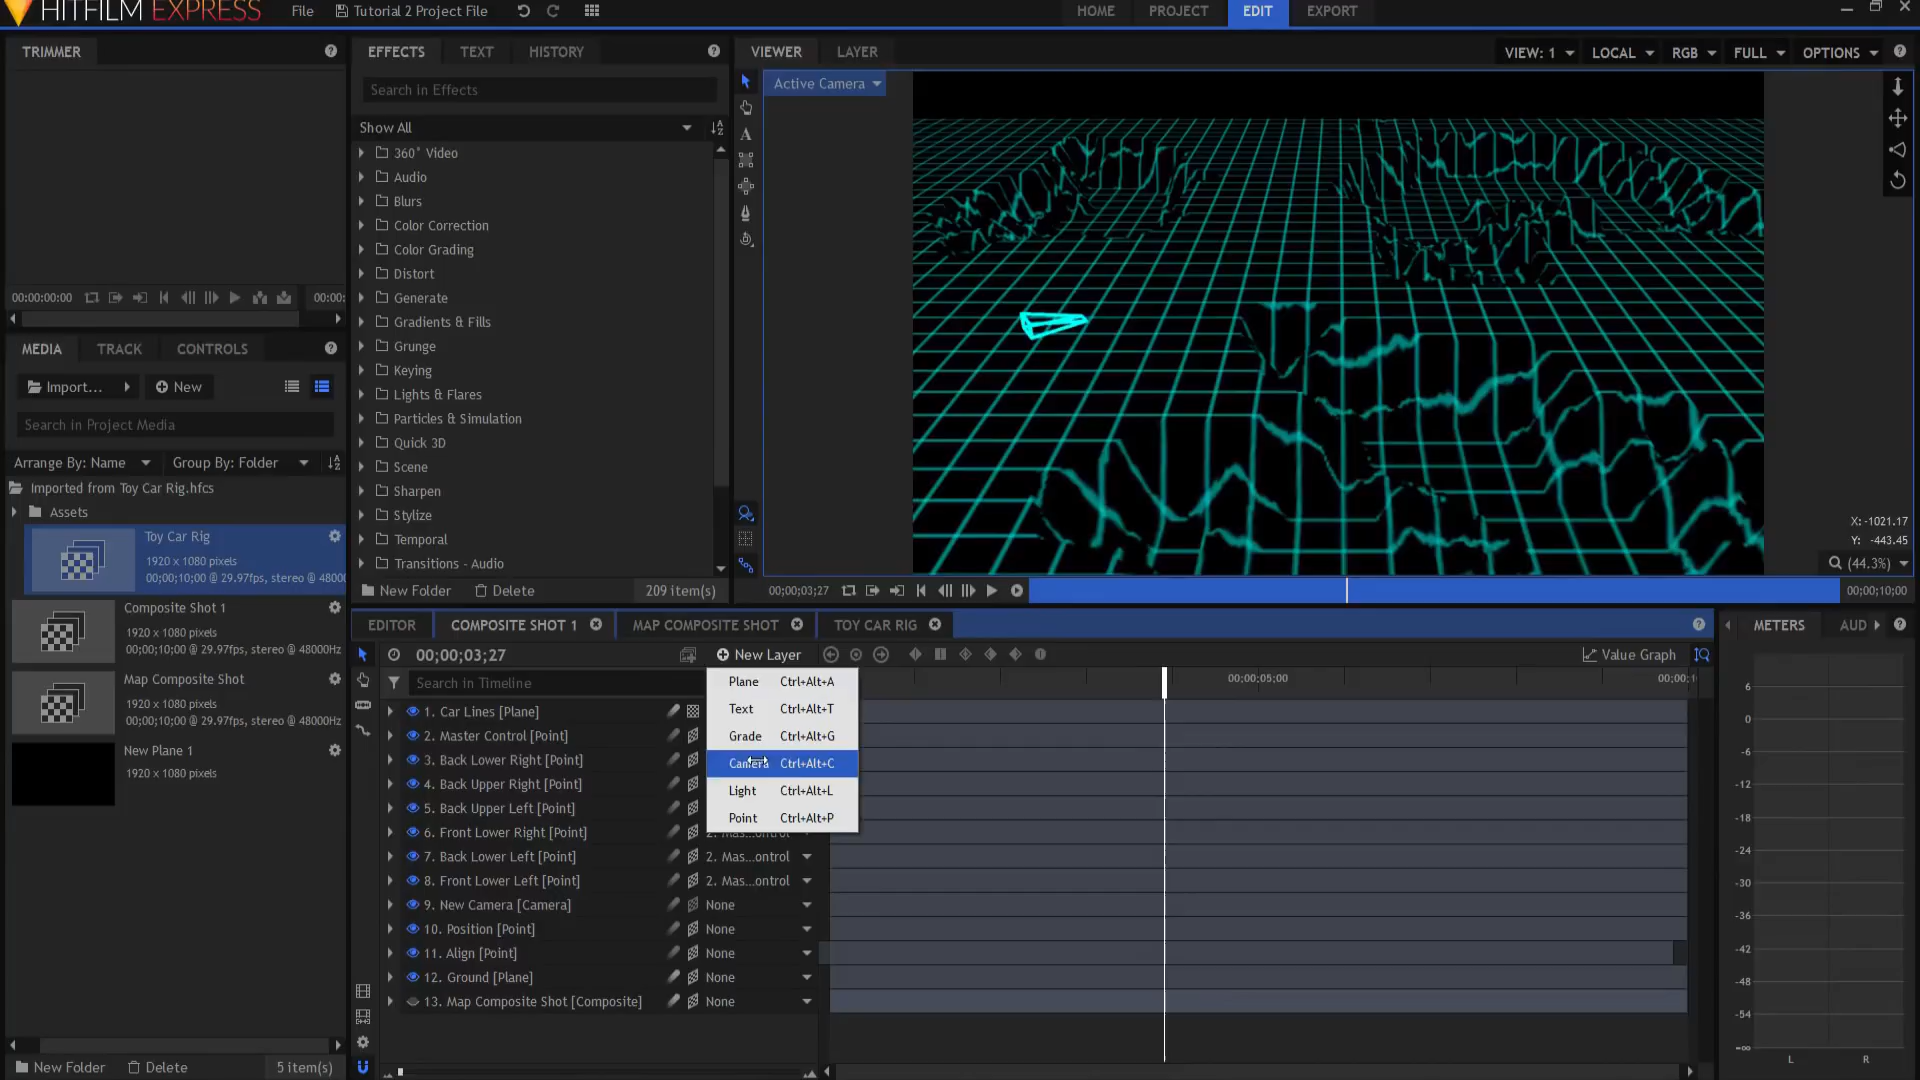 HITFILM EXPRESS
File
Tutorial 2 Project File
HOME
PROJECT
EDIT
EXPORT
TRIMMER
00:00:00:00
00:00:
MEDIA
TRACK
CONTROLS
Import...
New
Search in Project Media
Arrange By: Name
Group By: Folder
Imported from Toy Car Rig.hfcs
Assets
Toy Car Rig
1920 x 1080 pixels
00;00;10;00 @ 29.97fps, stereo @ 4800
Composite Shot 1
1920 x 1080 pixels
00;00;10;00 @ 29.97fps, stereo @ 48000Hz
Map Composite Shot
1920 x 1080 pixels
00;00;10;00 @ 29.97fps, stereo @ 48000Hz
New Plane 1
1920 x 1080 pixels
New Folder
Delete
5 item(s)
EFFECTS
TEXT
HISTORY
Search in Effects
Show All
360° Video
Audio
Blurs
Color Correction
Color Grading
Distort
Generate
Gradients & Fills
Grunge
Keying
Lights & Flares
Particles & Simulation
Quick 3D
Scene
Sharpen
Stylize
Temporal
Transitions - Audio
New Folder
Delete
209 item(s)
VIEWER
LAYER
VIEW: 1
LOCAL
RGB
FULL
OPTIONS
Active Camera
X: -1021.17
Y: -443.45
(44.3%)
00;00;03;27
00;00;10;00
EDITOR
COMPOSITE SHOT 1
MAP COMPOSITE SHOT
TOY CAR RIG
00;00;03;27
New Layer
Value Graph
Search in Timeline
00;00;05;00
00;00;1
Plane Ctrl+Alt+A
Text Ctrl+Alt+T
Grade Ctrl+Alt+G
Camera Ctrl+Alt+C
Light Ctrl+Alt+L
Point Ctrl+Alt+P
1. Car Lines [Plane]
2. Master Control [Point]
3. Back Lower Right [Point]
4. Back Upper Right [Point]
5. Back Upper Left [Point]
6. Front Lower Right [Point]
7. Back Lower Left [Point] 2. Mas...ontrol
8. Front Lower Left [Point] 2. Mas...ontrol
9. New Camera [Camera] None
10. Position [Point] None
11. Align [Point] None
12. Ground [Plane] None
13. Map Composite Shot [Composite] None
METERS
AUD
6
0
-6
-12
-18
-24
-30
-36
-42
-48
-54
-∞
L
R